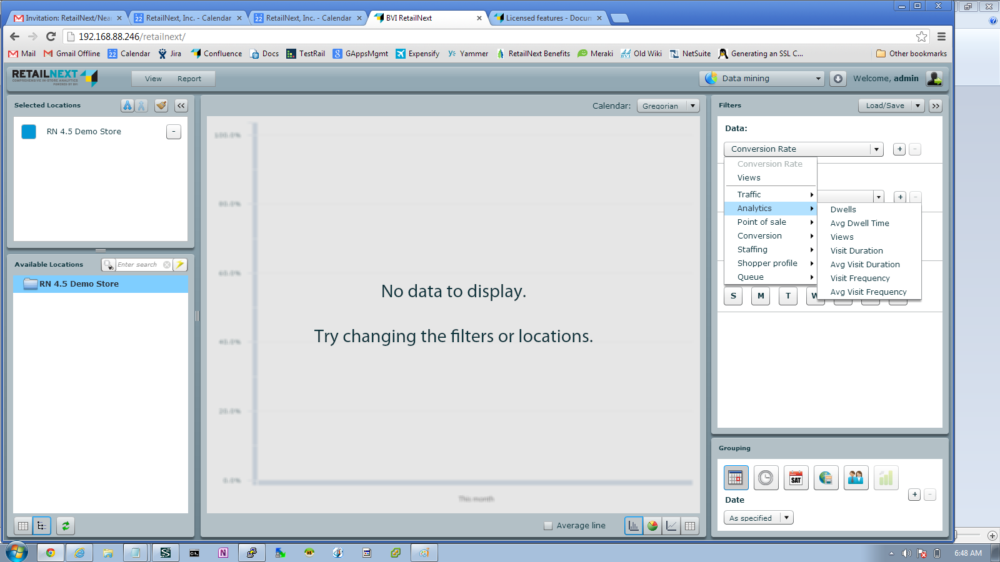 Invitation: RetailNext/Near
RetailNext, Inc. - Calendar
RetailNext, Inc. - Calendar
BVI RetailNext
Licensed features - Docum
192.168.88.246/retailnext/
Mail
Gmail Offline
22 Calendar
Jira
Confluence
Docs
TestRail
GAppsMgmt
Expensify
Yammer
RetailNext Benefits
Meraki
Old Wiki
NetSuite
Generating an SSL C...
Other bookmarks
RETAILNEXT
COMPREHENSIVE IN-STORE ANALYTICS
POWERED BY BVI
View
Report
Data mining
Welcome, admin
Selected Locations
<<
RN 4.5 Demo Store
-
Available Locations
Enter search
RN 4.5 Demo Store
Calendar:
Gregorian
100.0%
80.0%
60.0%
40.0%
20.0%
0.0%
This month
No data to display.
Try changing the filters or locations.
Average line
Filters
Load/Save
>>
Data:
Conversion Rate
+
-
Conversion Rate
Views
Traffic
Analytics
Point of sale
Conversion
Staffing
Shopper profile
Queue
+
-
Dwells
Avg Dwell Time
Views
Visit Duration
Avg Visit Duration
Visit Frequency
Avg Visit Frequency
S
M
T
W
Grouping
SAT
Date
+
-
As specified
6:48 AM